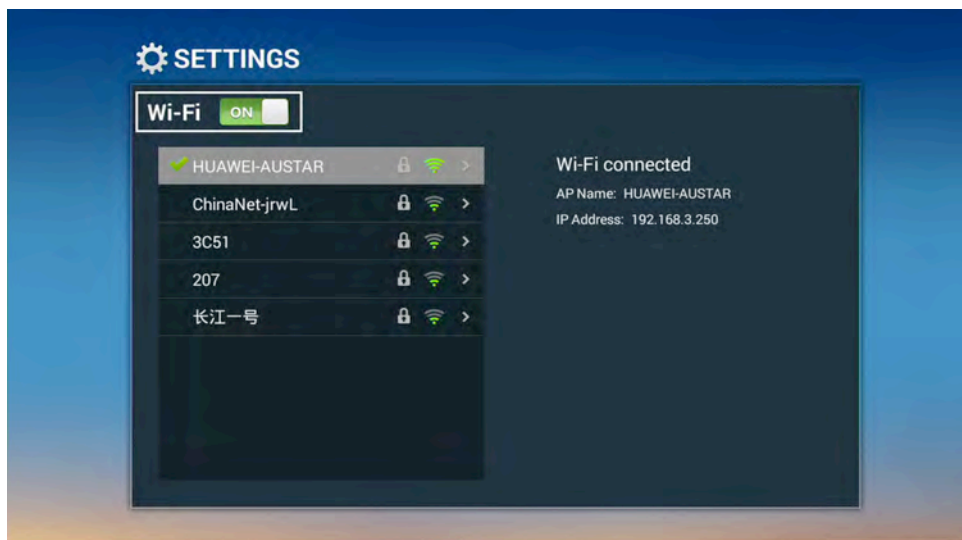 SETTINGS
Wi-Fi ON
HUAWEI-AUSTAR
ChinaNet-jrwL
3C51
207
长江一号
Wi-Fi connected
AP Name: HUAWEI-AUSTAR
IP Address: 192.168.3.250